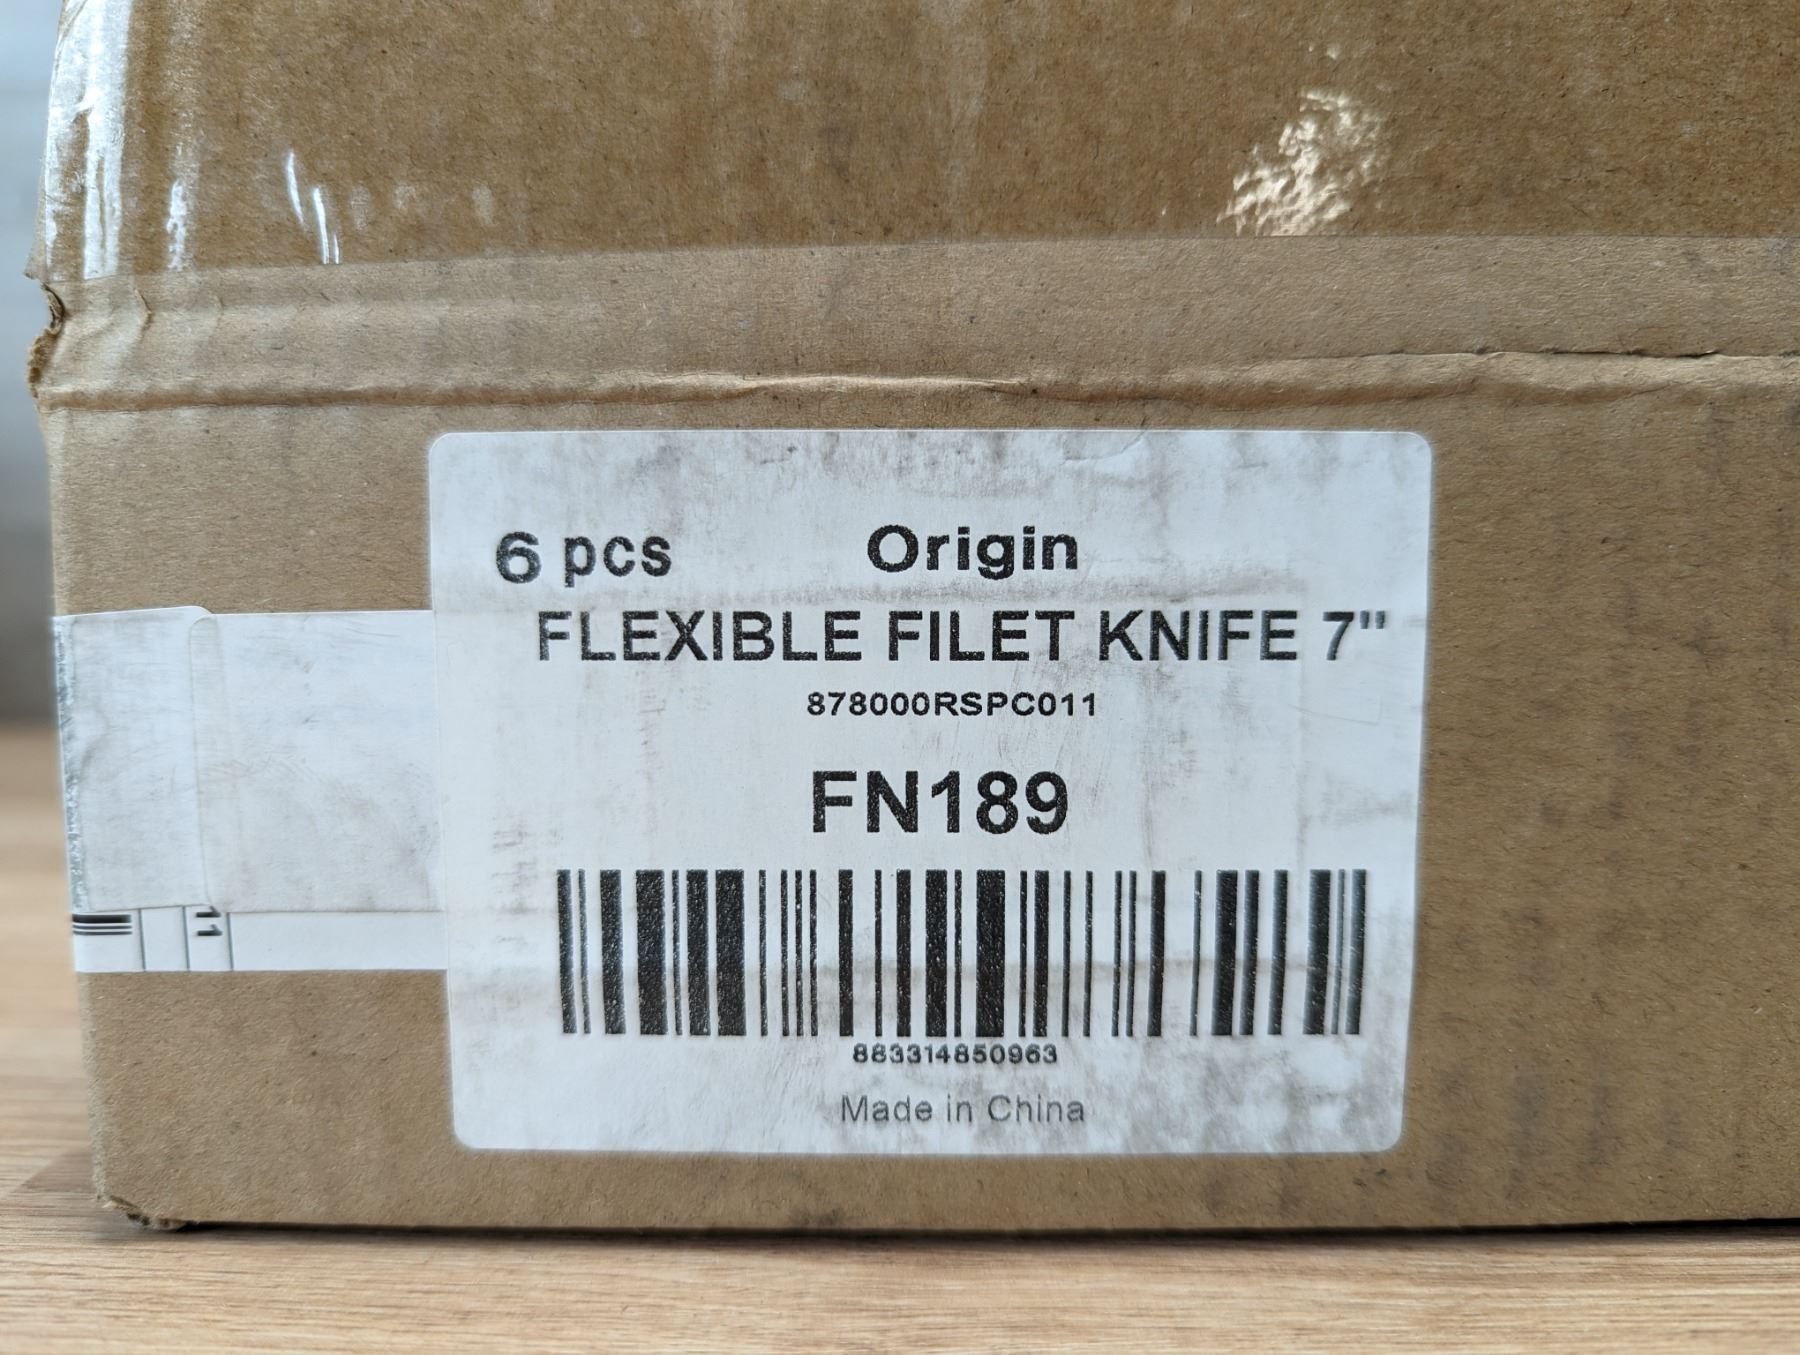 6 pcs Origin
FLEXIBLE FILET KNIFE 7"
878000RSPC011
FN189
883314850963
Made in China